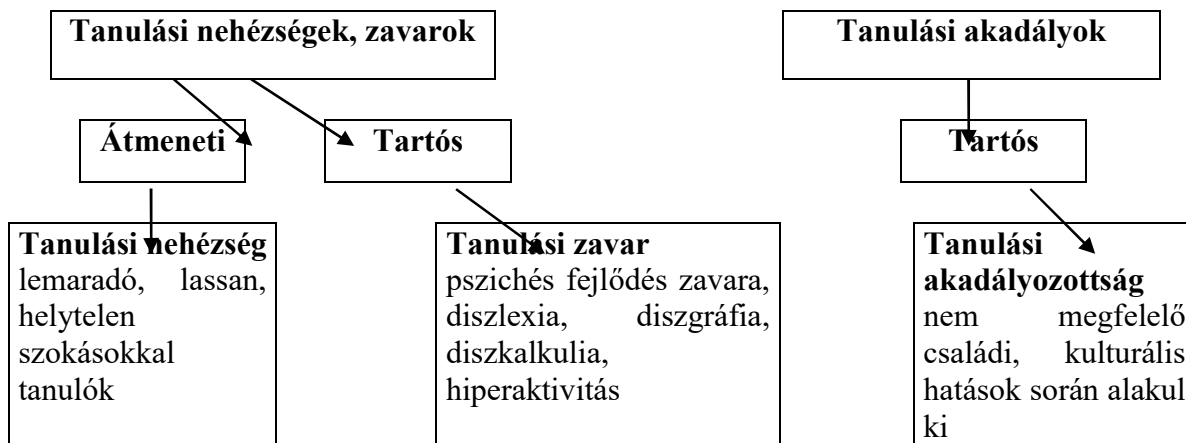 Tanulási nehézségek, zavarok
Tanulási akadályok
Átmeneti
Tartós
Tartós
Tanulási nehézség
lemaradó, lassan,
helytelen
szokásokkal
tanulók
Tanulási zavar
pszichés fejlődés zavara,
diszlexia, diszgráfia,
diszkalkulia,
hiperaktivitás
Tanulási
akadályozottság
nem megfelelő
családi, kulturális
hatások során alakul
ki